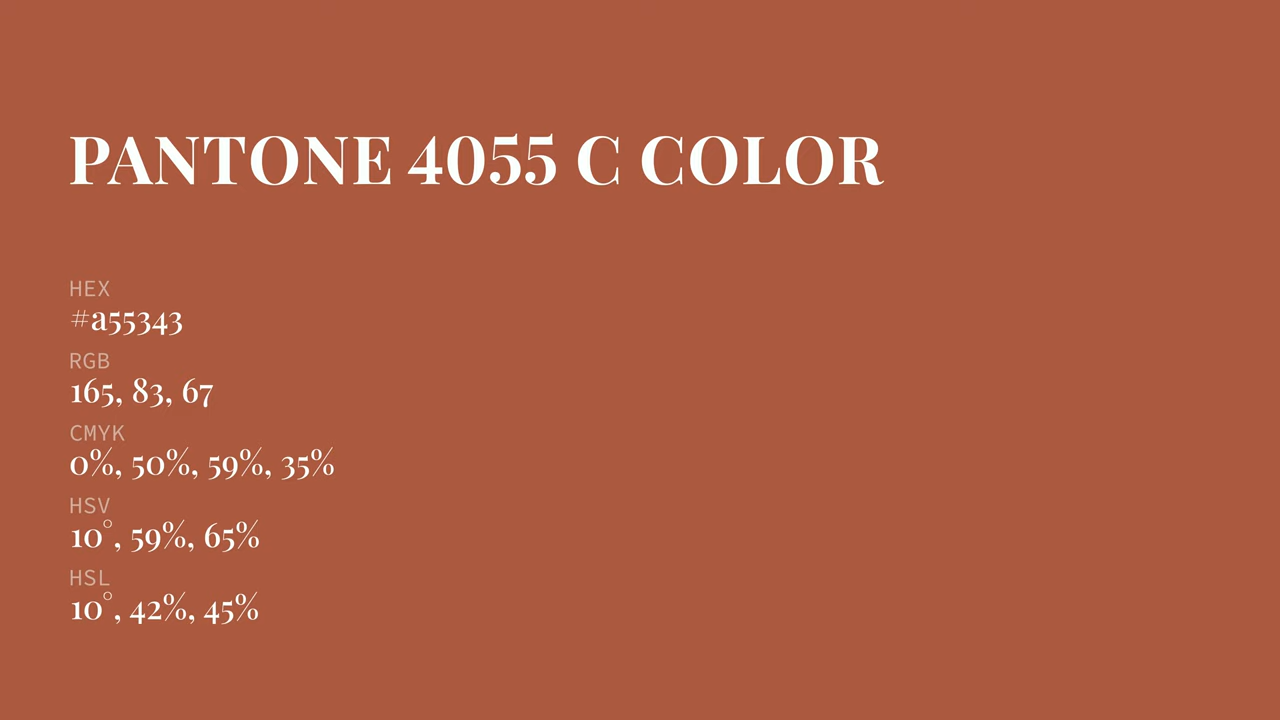 PANTONE 4055 C COLOR
HEX
#a55343
RGB
165, 83, 67
CMYK
0%, 50%, 59%, 35%
HSV
10°, 59%, 65%
HSL
10°, 42%, 45%